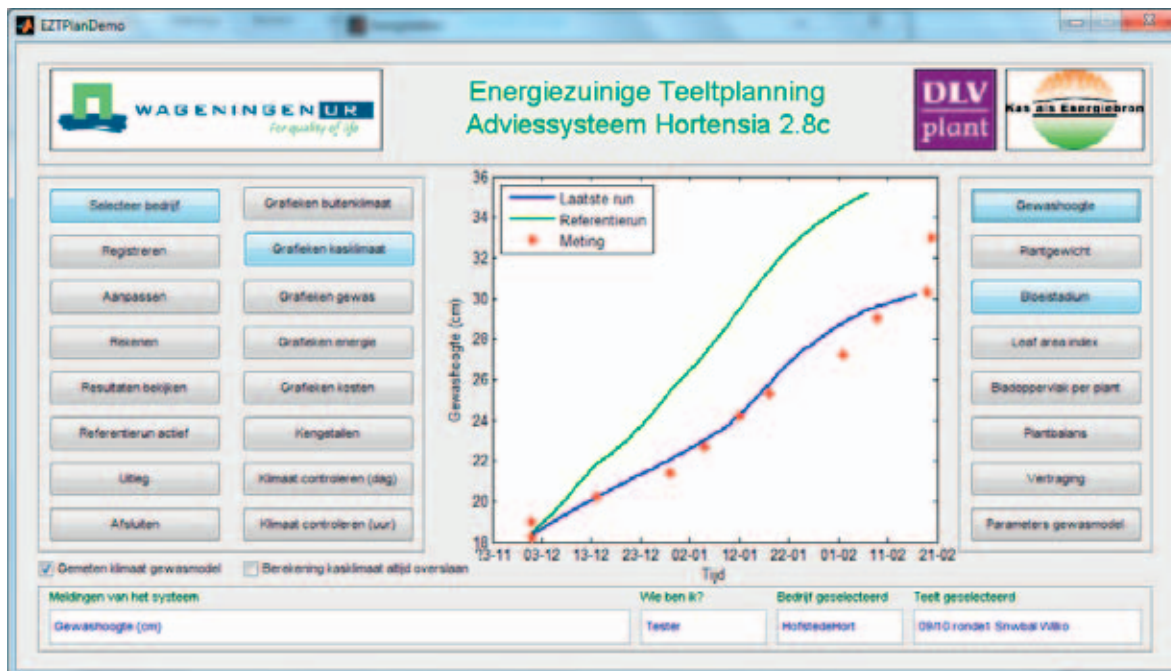 EZTPlanDemo
WAGENINGEN UR
For quality of life
Energiezuinige Teeltplanning
Adviessysteem Hortensia 2.8c
DLV
plant
Kas als Energiebron
Selecteer bedrijf
Registreren
Aanpassen
Rekenen
Resultaten bekijken
Referentierun actief
Uitleg
Afsluiten
Grafieken buitenklimaat
Grafieken kasklimaat
Grafieken gewas
Grafieken energie
Grafieken kosten
Kengetallen
Klimaat controleren (dag)
Klimaat controleren (uur)
Laatste run
Referentierun
Meting
Gewashoogte (cm)
36
34
32
30
28
26
24
22
20
18
23-11 03-12 13-12 23-12 02-01 12-01 22-01 01-02 11-02 21-02
Tijd
Gewashoogte
Plantgewicht
Bloeistadium
Leaf area index
Bladoppervlak per plant
Plantbalans
Vertraging
Parameters gewasmodel
Gemeten klimaat gewasmodel
Berekening kasklimaat altijd overslaan
Meldingen van het systeem
Gewashoogte (cm)
Wie ben ik?
Tester
Bedrijf geselecteerd
HofstedeHort
Teelt geselecteerd
09/10 ronde1 Snwbal Wilko